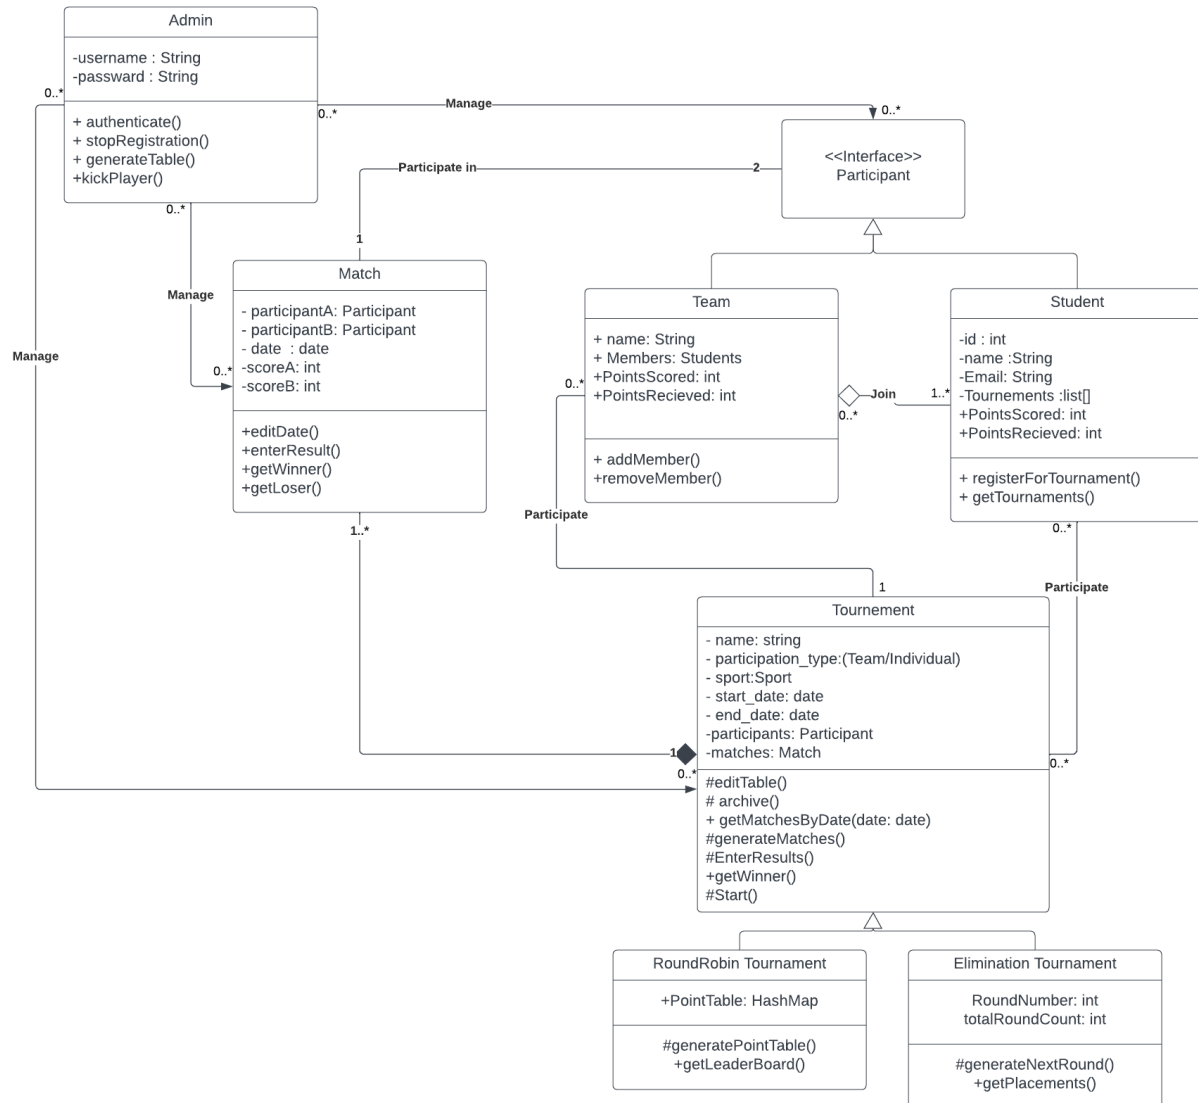 Admin
-username : String
-passward : String
+ authenticate()
+ stopRegistration()
+ generateTable()
+kickPlayer()
0..*
0..*
Manage
0..*
<<Interface>>
Participant
Participate in
2
1
0..*
Manage
0..*
Manage
Match
- participantA: Participant
- participantB: Participant
- date : date
-scoreA: int
-scoreB: int
+editDate()
+enterResult()
+getWinner()
+getLoser()
1..*
Team
+ name: String
+ Members: Students
+PointsScored: int
+PointsRecieved: int
+ addMember()
+removeMember()
0..*
0..*
Join
1..*
Student
-id : int
-name :String
-Email: String
-Tournements :list[]
+PointsScored: int
+PointsRecieved: int
+ registerForTournament()
+ getTournaments()
0..*
Participate
Participate
1
Tournement
- name: string
- participation_type:(Team/Individual)
- sport:Sport
- start_date: date
- end_date: date
-participants: Participant
-matches: Match
1
0..*
0..*
#editTable()
# archive()
+ getMatchesByDate(date: date)
#generateMatches()
#EnterResults()
+getWinner()
#Start()
RoundRobin Tournament
+PointTable: HashMap
#generatePointTable()
+getLeaderBoard()
Elimination Tournament
RoundNumber: int
totalRoundCount: int
#generateNextRound()
+getPlacements()